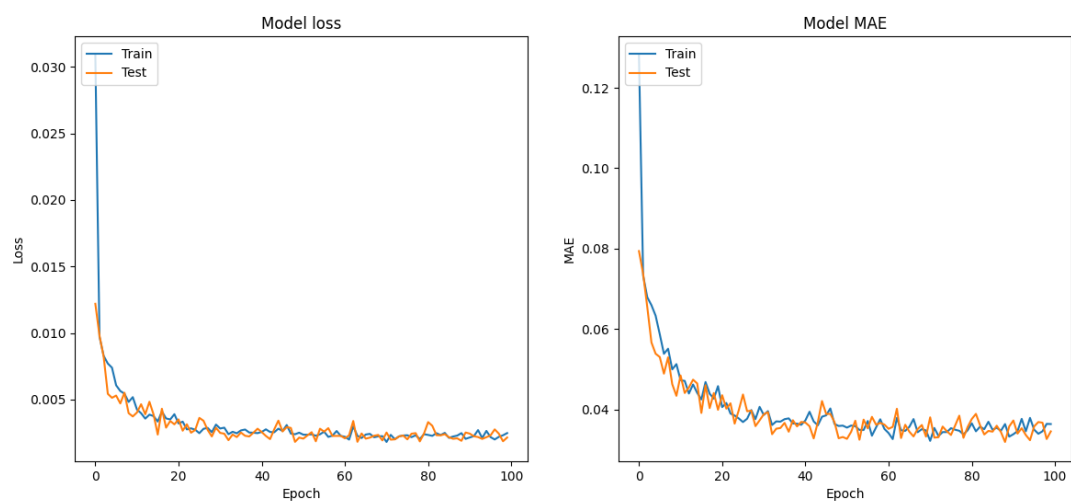 Model loss
Train
Test
0.030
0.025
0.020
0.015
0.010
0.005
Loss
0 20 40 60 80 100
Epoch
Model MAE
Train
Test
0.12
0.10
0.08
0.06
0.04
MAE
0 20 40 60 80 100
Epoch